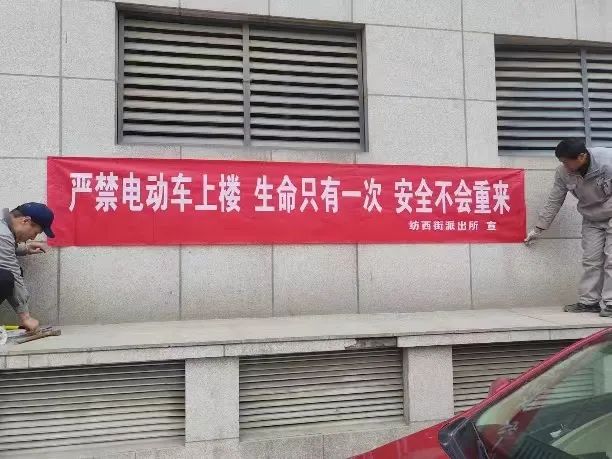 严禁电动车上楼 生命只有一次 安全不会重来
纺西街派出所 宣